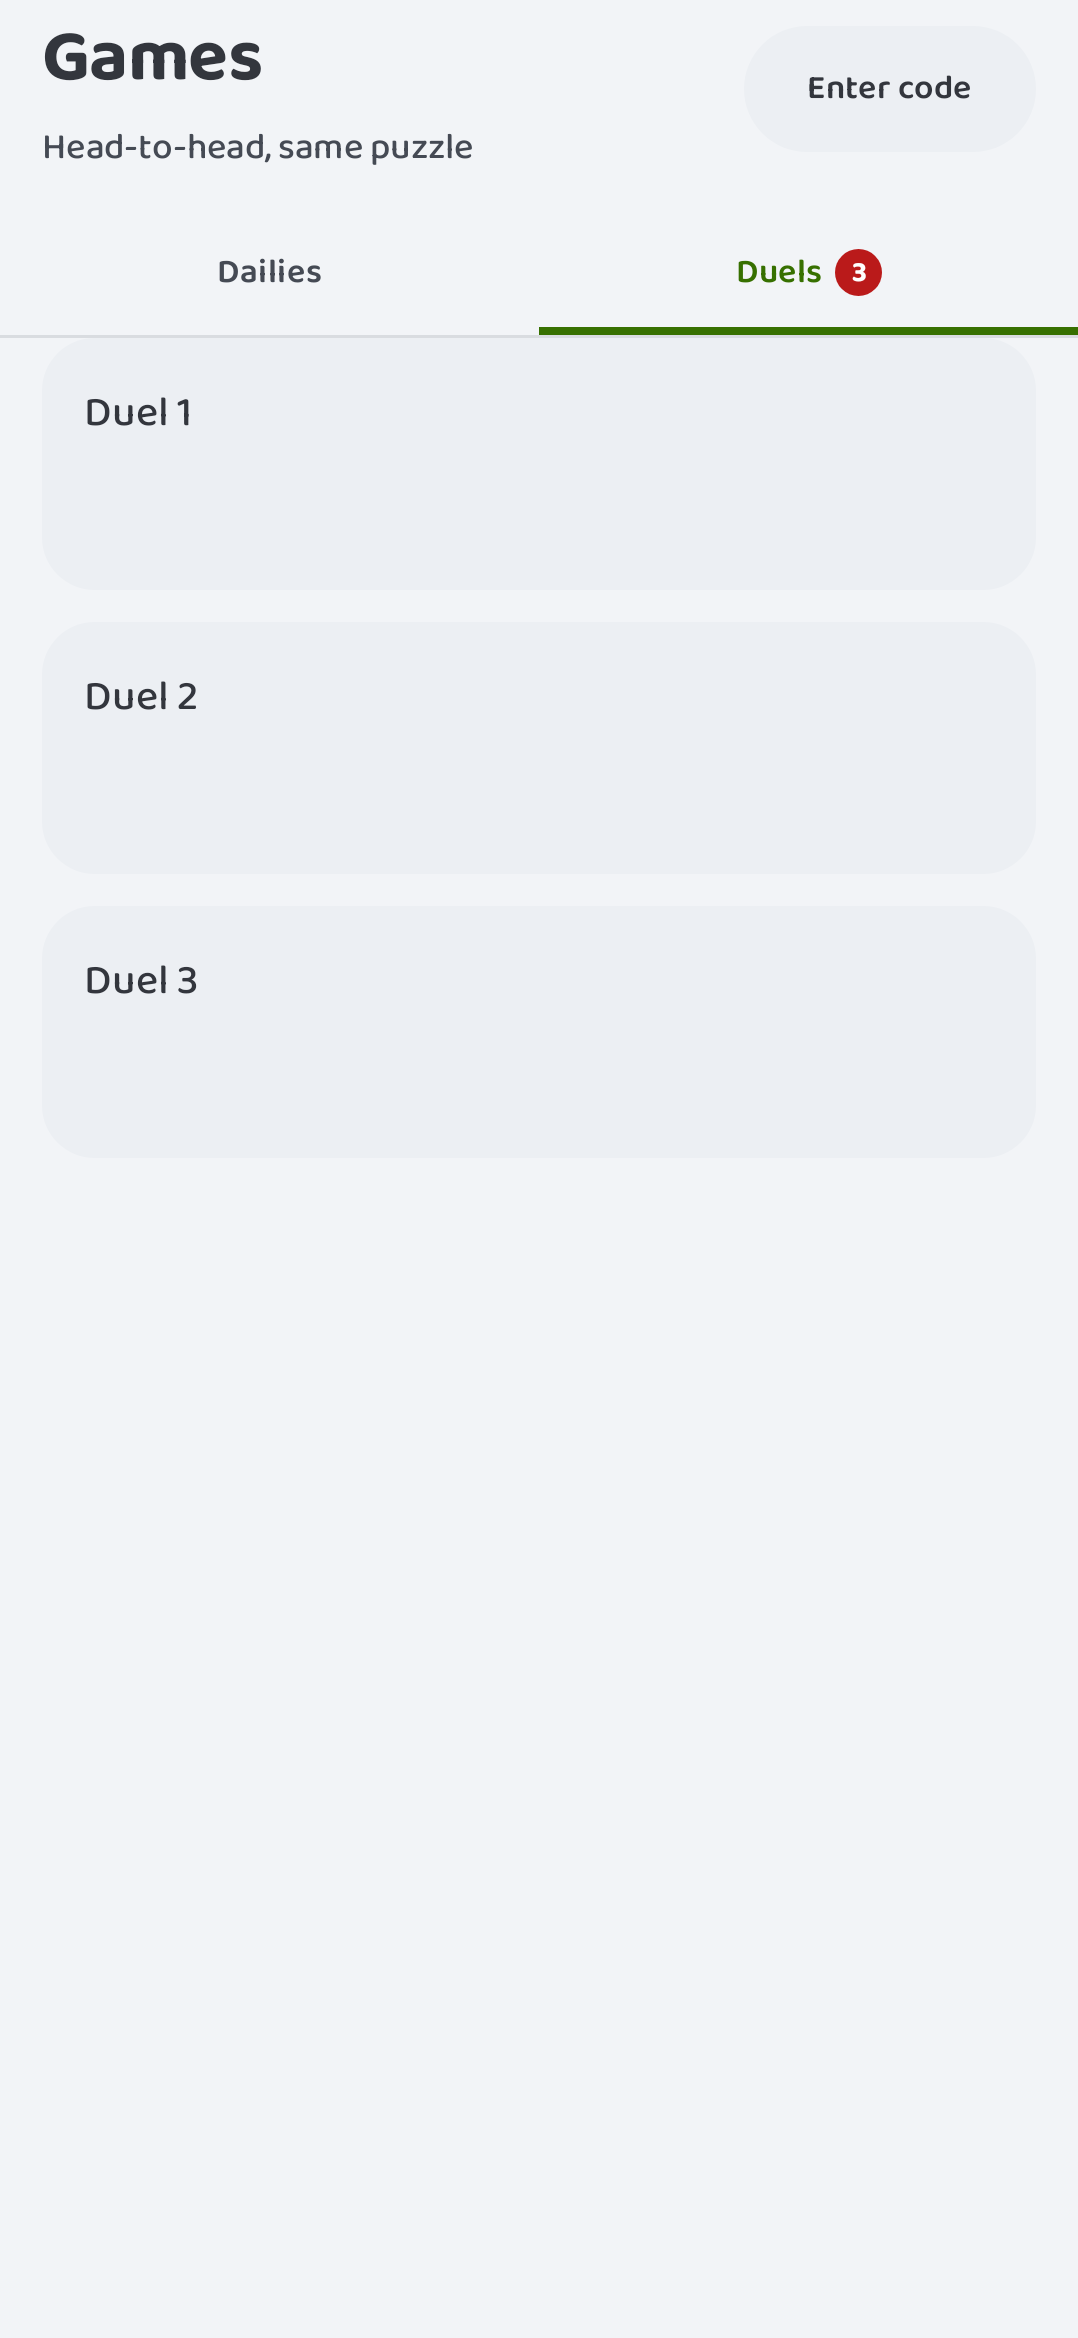 Games
Enter code
Head-to-head, same puzzle
Dailies
Duels 3
Duel 1
Duel 2
Duel 3